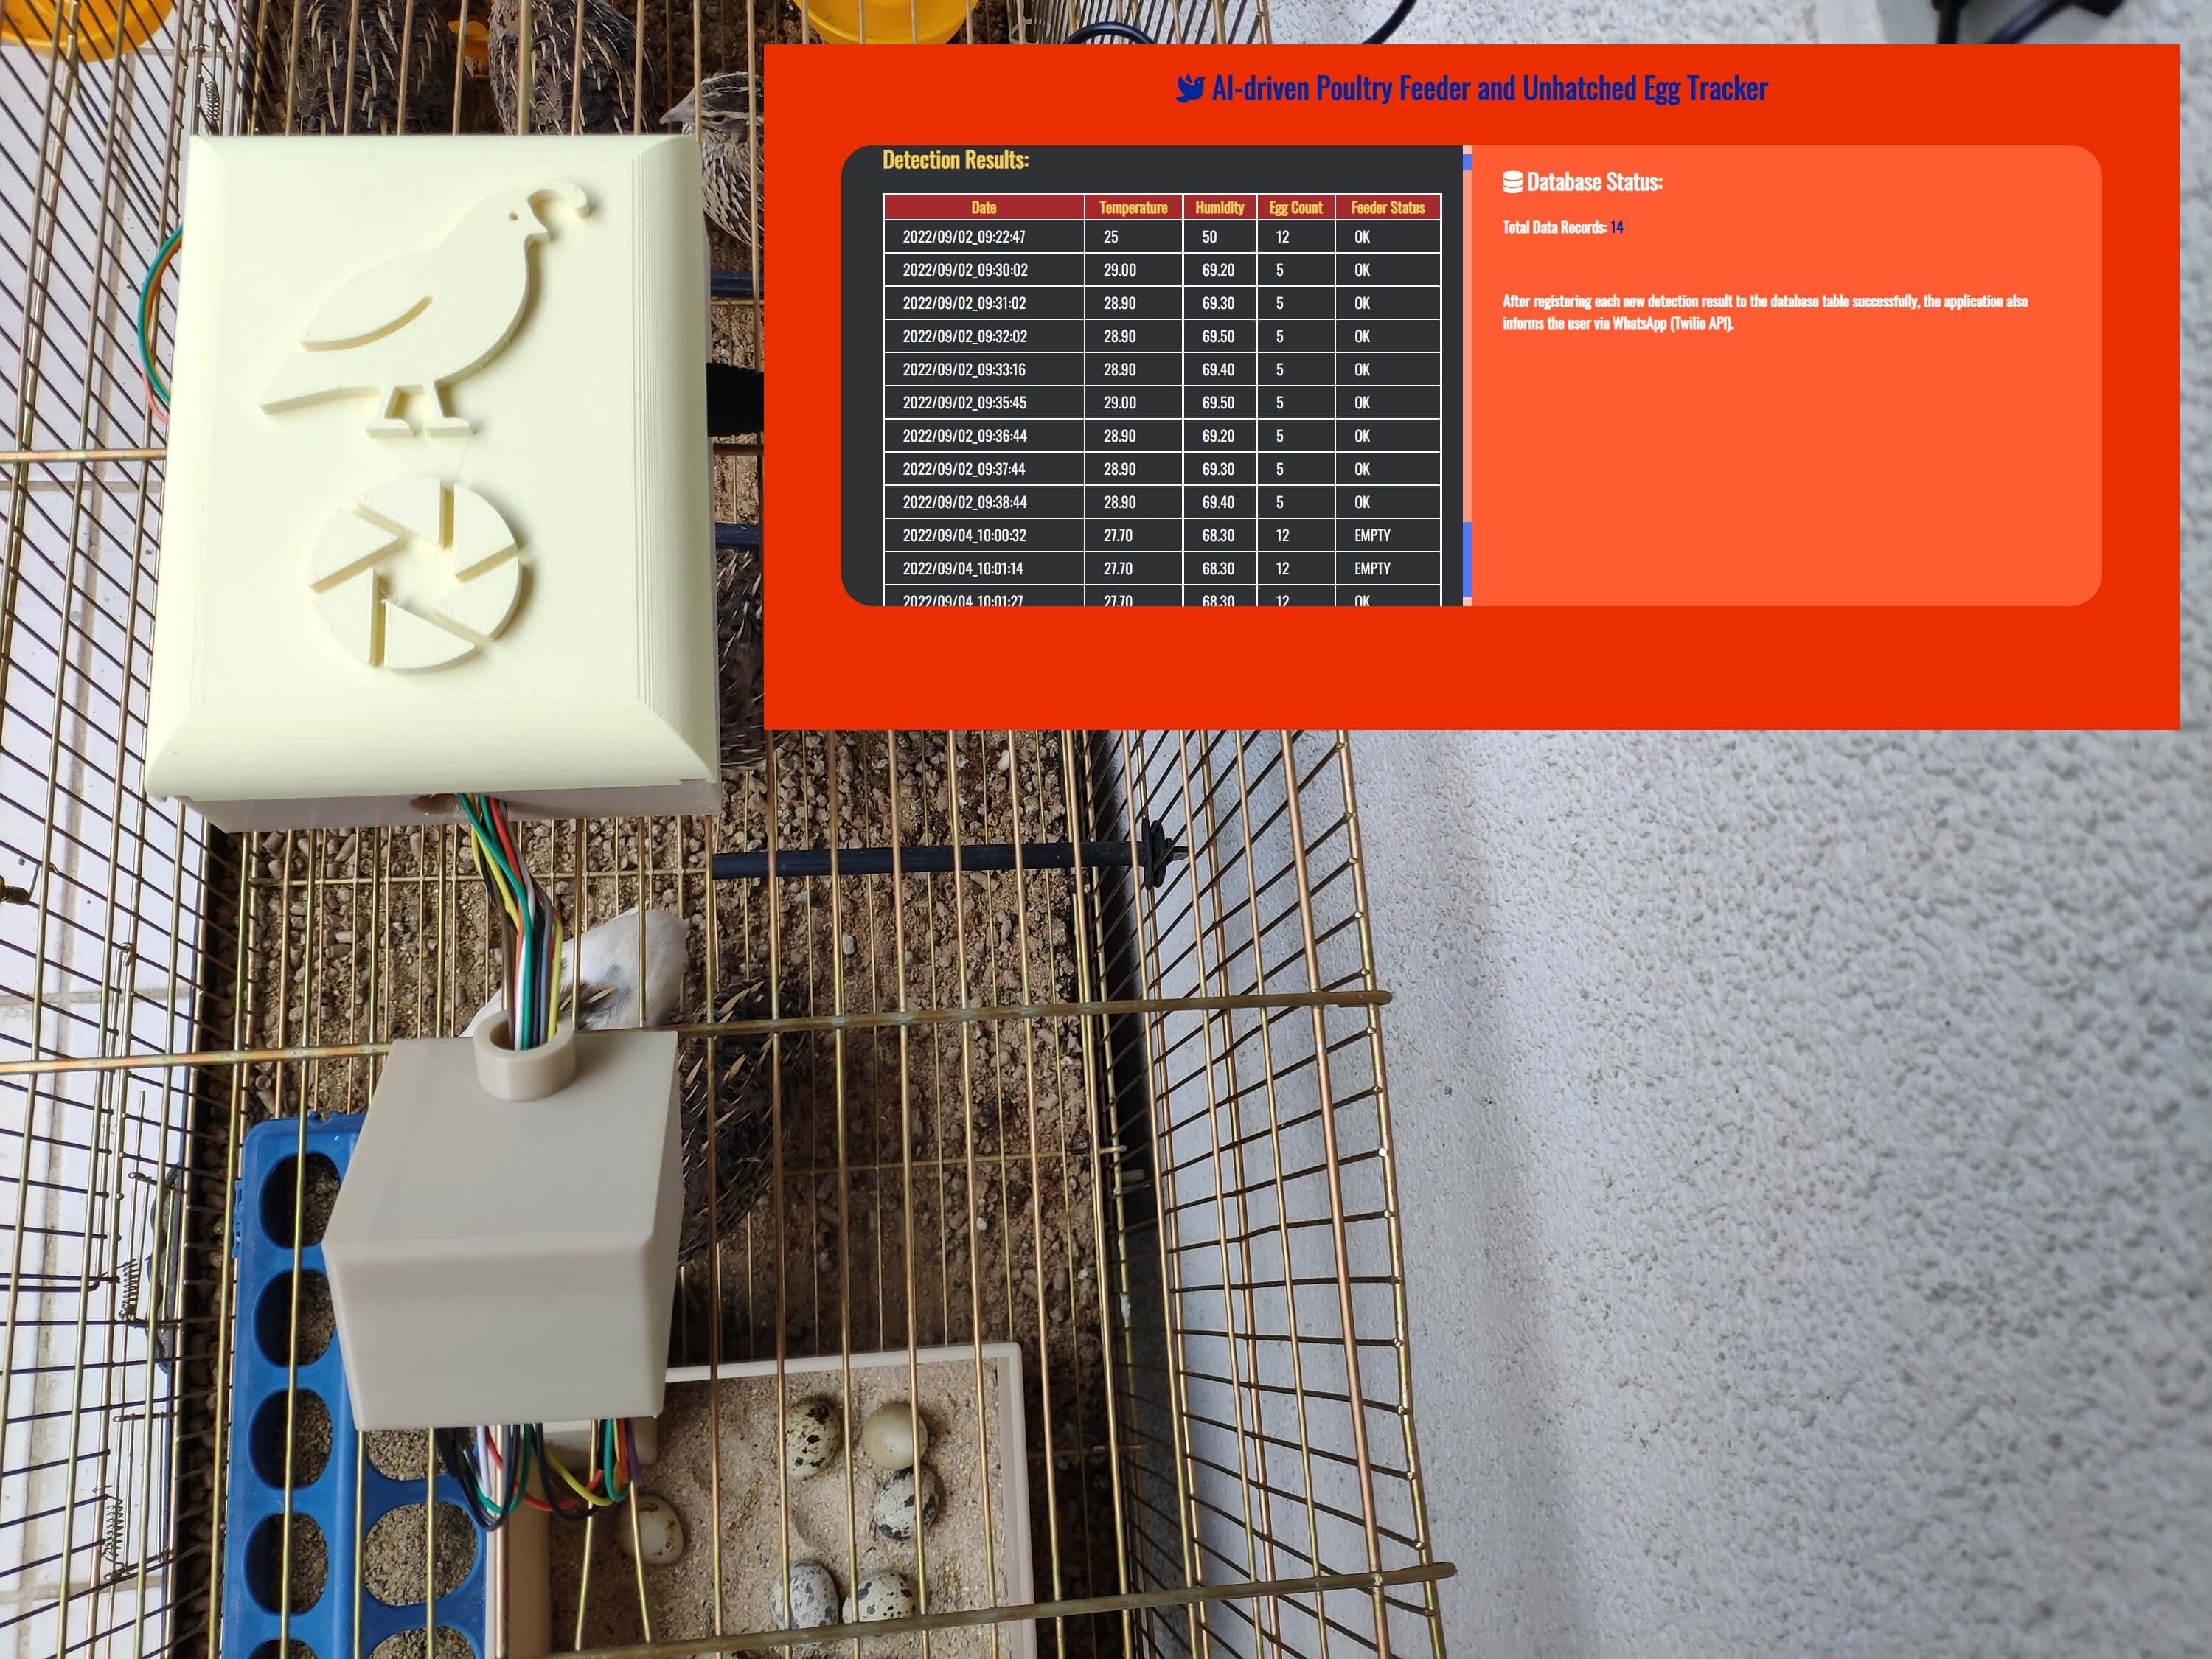 AI-driven Poultry Feeder and Unhatched Egg Tracker
Detection Results:
Date Temperature Humidity Egg Count Feeder Status
2022/09/02_09:22:47 25 50 12 OK
2022/09/02_09:30:02 29.00 69.20 5 OK
2022/09/02_09:31:02 28.90 69.30 5 OK
2022/09/02_09:32:02 28.90 69.50 5 OK
2022/09/02_09:33:16 28.90 69.40 5 OK
2022/09/02_09:35:45 29.00 69.50 5 OK
2022/09/02_09:36:44 28.90 69.20 5 OK
2022/09/02_09:37:44 28.90 69.30 5 OK
2022/09/02_09:38:44 28.90 69.40 5 OK
2022/09/04_10:00:32 27.70 68.30 12 EMPTY
2022/09/04_10:01:14 27.70 68.30 12 EMPTY
2022/09/04_10:01:27 27.70 68.30 12 OK
Database Status:
Total Data Records: 14
After registering each new detection result to the database table successfully, the application also
informs the user via WhatsApp (Twilio API).